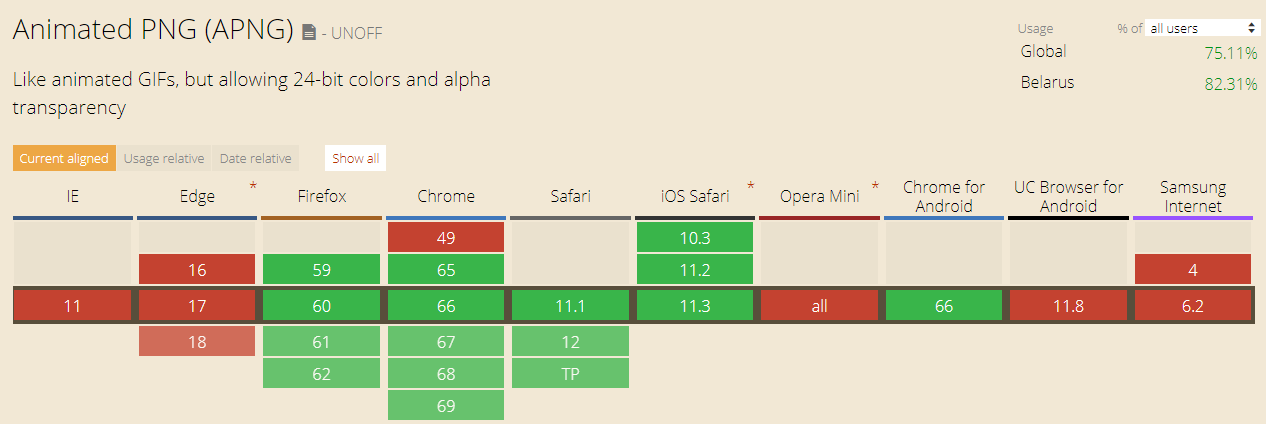 Animated PNG (APNG) - UNOFF
Usage % of all users
Global 75.11%
Belarus 82.31%
Like animated GIFs, but allowing 24-bit colors and alpha
transparency
Current aligned Usage relative Date relative Show all
IE Edge * Firefox Chrome Safari iOS Safari * Opera Mini * Chrome for Android UC Browser for Android Samsung Internet
49 10.3
16 59 65 11.2 4
11 17 60 66 11.1 11.3 all 66 11.8 6.2
18 61 67 12
62 68 TP
69